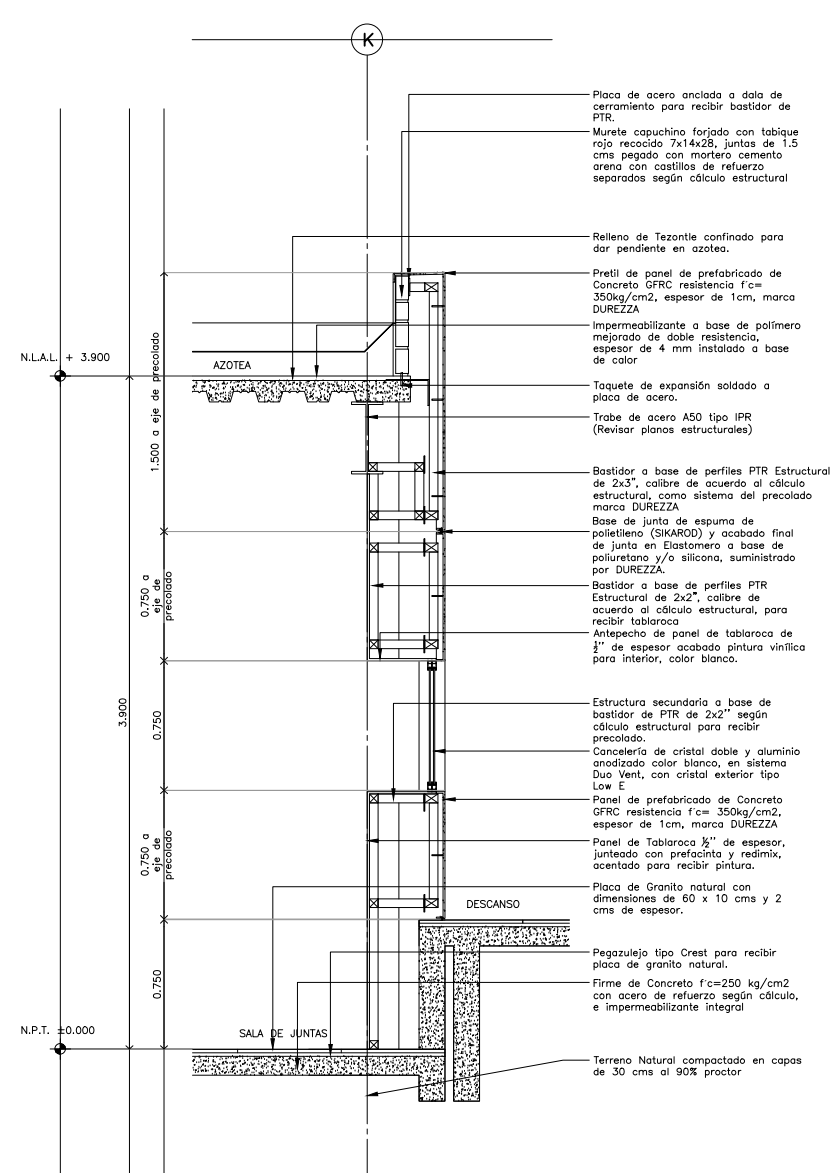 K
Placa de acero anclada a dala de
cerramiento para recibir bastidor de
PTR.
Murete capuchino forjado con tabique
rojo recocido 7x14x28, juntas de 1.5
cms pegado con mortero cemento
arena con castillos de refuerzo
separados según cálculo estructural
Relleno de Tezontle confinado para
dar pendiente en azotea.
Pretil de panel de prefabricado de
Concreto GFRC resistencia f'c=
350kg/cm2, espesor de 1cm, marca
DUREZZA
Impermeabilizante a base de polímero
mejorado de doble resistencia,
espesor de 4 mm instalado a base
de calor
N.L.A.L. + 3.900
AZOTEA
Taquete de expansión soldado a
placa de acero.
Trabe de acero A50 tipo IPR
(Revisar planos estructurales)
1.500 a eje de precolado
Bastidor a base de perfiles PTR Estructural
de 2x3", calibre de acuerdo al cálculo
estructural, como sistema del precolado
marca DUREZZA
Base de junta de espuma de
polietileno (SIKAROD) y acabado final
de junta en Elastomero a base de
poliuretano y/o silicona, suministrado
por DUREZZA.
0.750 a
eje de
precolado
Bastidor a base de perfiles PTR
Estructural de 2x2", calibre de
acuerdo al cálculo estructural, para
recibir tablaroca
Antepecho de panel de tablaroca de
½'' de espesor acabado pintura vinílica
para interior, color blanco.
3.900
0.750
Estructura secundaria a base de
bastidor de PTR de 2x2'' según
cálculo estructural para recibir
precolado.
Cancelería de cristal doble y aluminio
anodizado color blanco, en sistema
Duo Vent, con cristal exterior tipo
Low E
Panel de prefabricado de Concreto
GFRC resistencia f'c= 350kg/cm2,
espesor de 1cm, marca DUREZZA
0.750 a
eje de
precolado
Panel de Tablaroca ½'' de espesor,
junteado con prefacinta y redimix,
acentado para recibir pintura.
Placa de Granito natural con
dimensiones de 60 x 10 cms y 2
cms de espesor.
DESCANSO
0.750
Pegazulejo tipo Crest para recibir
placa de granito natural.
Firme de Concreto f'c=250 kg/cm2
con acero de refuerzo según cálculo,
e impermeabilizante integral
N.P.T. ±0.000
SALA DE JUNTAS
Terreno Natural compactado en capas
de 30 cms al 90% proctor